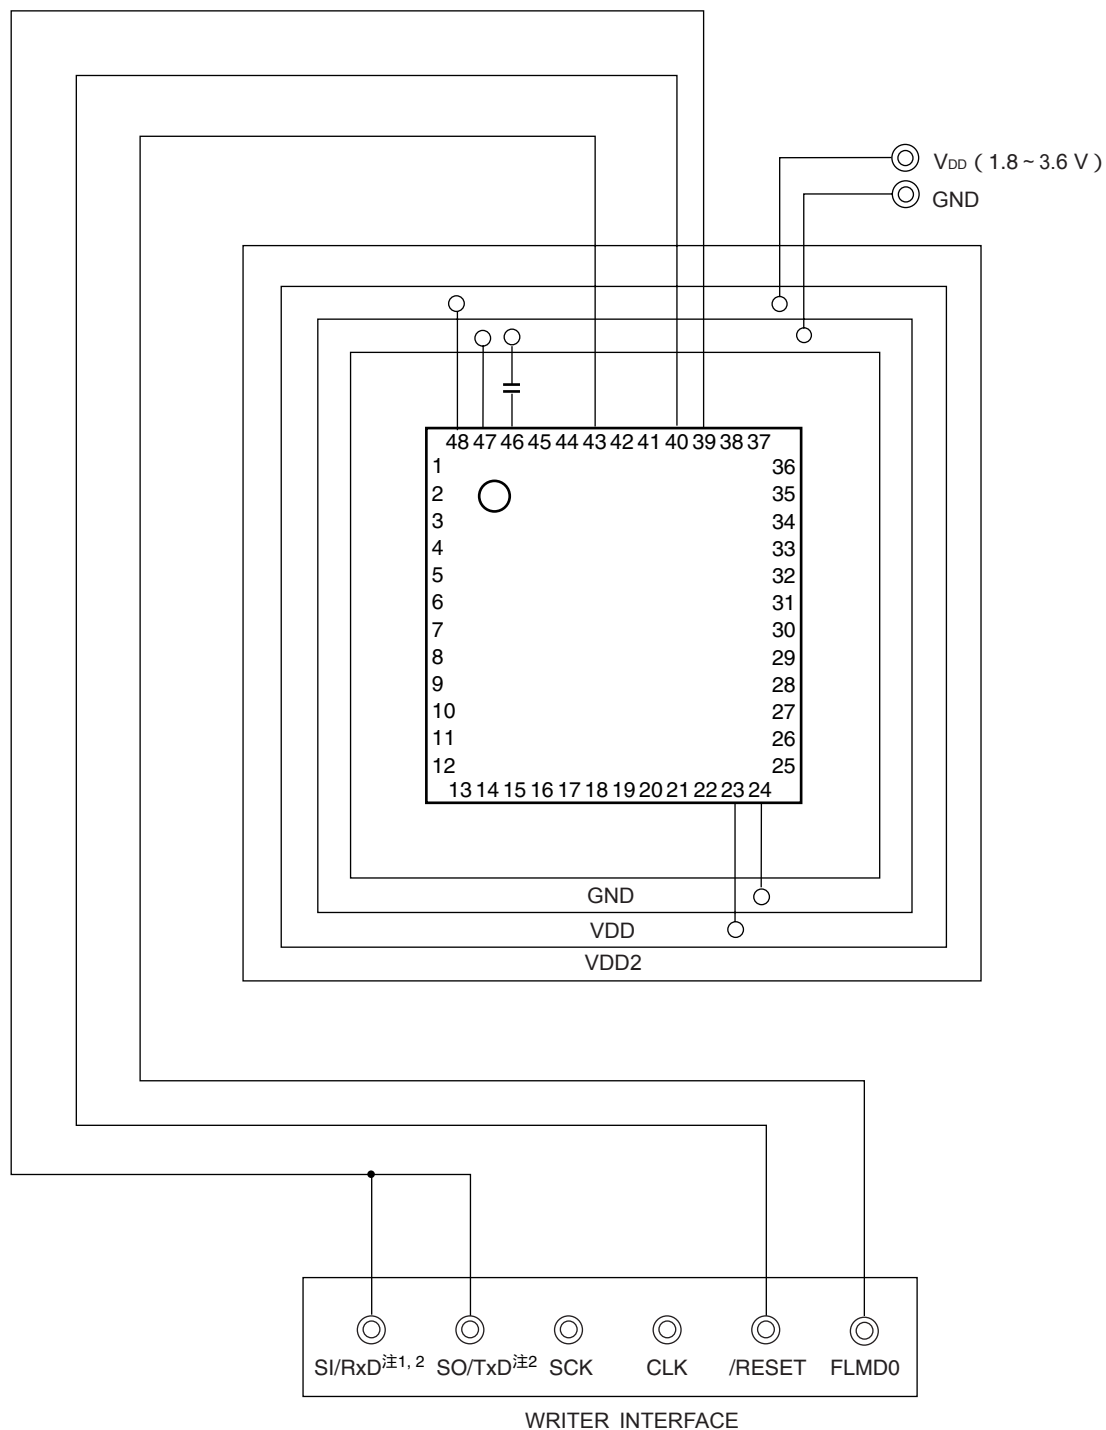 VDD（1.8～3.6 V）
GND
48 47 46 45 44 43 42 41 40 39 38 37
1 36
2 35
3 34
4 33
5 32
6 31
7 30
8 29
9 28
10 27
11 26
12 25
13 14 15 16 17 18 19 20 21 22 23 24
GND
VDD
VDD2
SI/RxD注1, 2 SO/TxD注2 SCK CLK /RESET FLMD0
WRITER INTERFACE